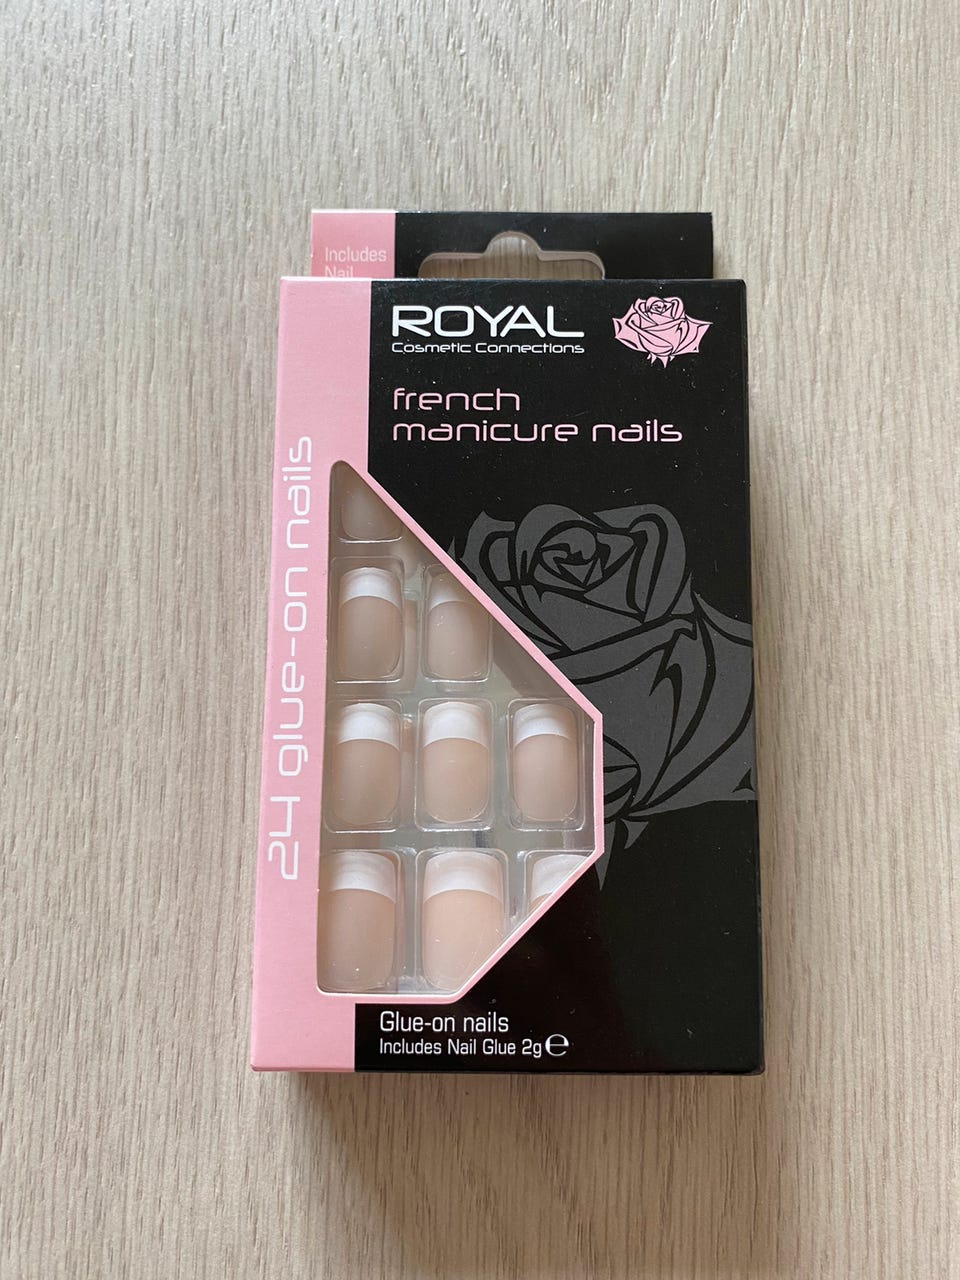 Includes
Nail
ROYAL
Cosmetic Connections
french
manicure nails
24 glue-on nails
Glue-on nails
Includes Nail Glue 2g ℮